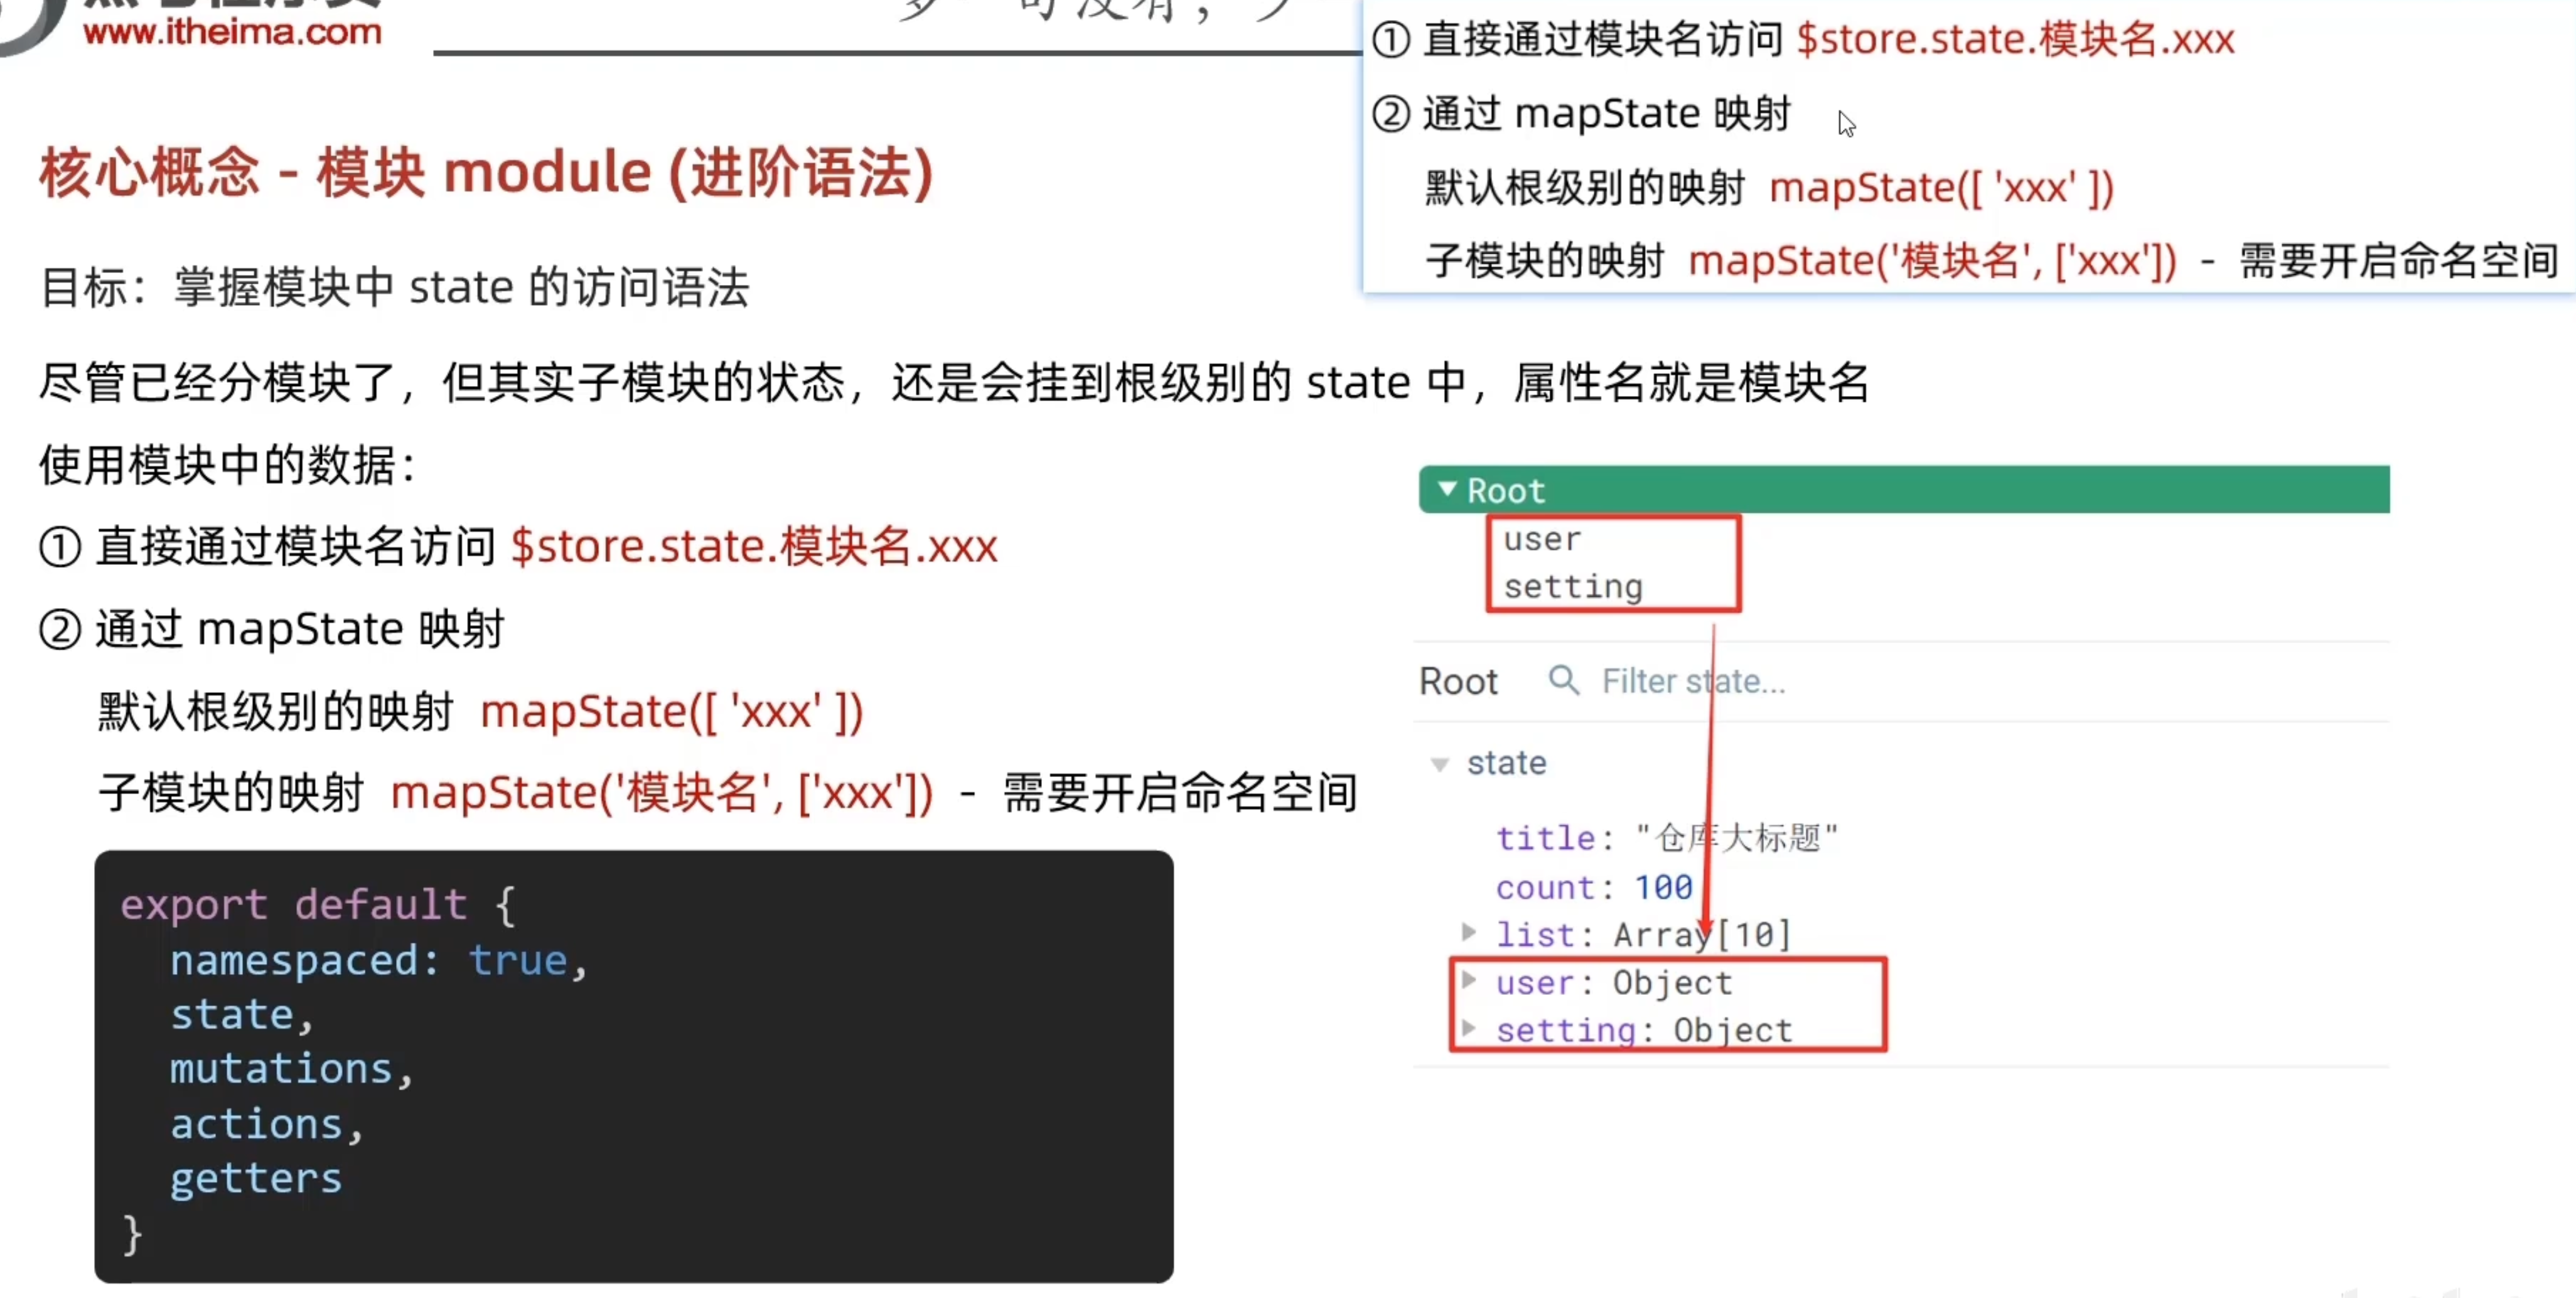 www.itheima.com
① 直接通过模块名访问 $store.state.模块名.xxx
② 通过 mapState 映射
默认根级别的映射 mapState([ 'xxx' ])
子模块的映射 mapState('模块名', ['xxx']) - 需要开启命名空间
核心概念 - 模块 module (进阶语法)
目标：掌握模块中 state 的访问语法
尽管已经分模块了，但其实子模块的状态，还是会挂到根级别的 state 中，属性名就是模块名
使用模块中的数据：
① 直接通过模块名访问 $store.state.模块名.xxx
② 通过 mapState 映射
默认根级别的映射 mapState([ 'xxx' ])
子模块的映射 mapState('模块名', ['xxx']) - 需要开启命名空间
export default {
namespaced: true,
state,
mutations,
actions,
getters
}
Root
user
setting
Root Filter state...
state
title: "仓库大标题"
count: 100
list: Array[10]
user: Object
setting: Object